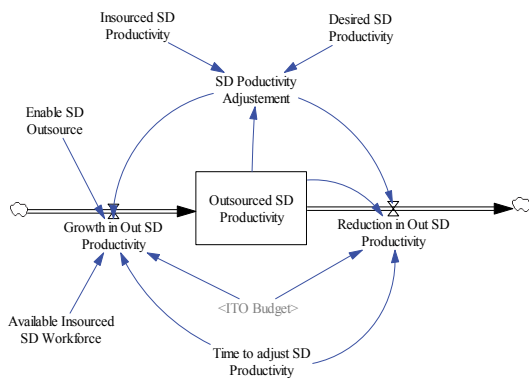 Insourced SD
Productivity
Desired SD
Productivity
SD Poductivity
Adjustement
Enable SD
Outsource
Outsourced SD
Productivity
Growth in Out SD
Productivity
Reduction in Out SD
Productivity
Available Insourced
SD Workforce
<ITO Budget>
Time to adjust SD
Productivity